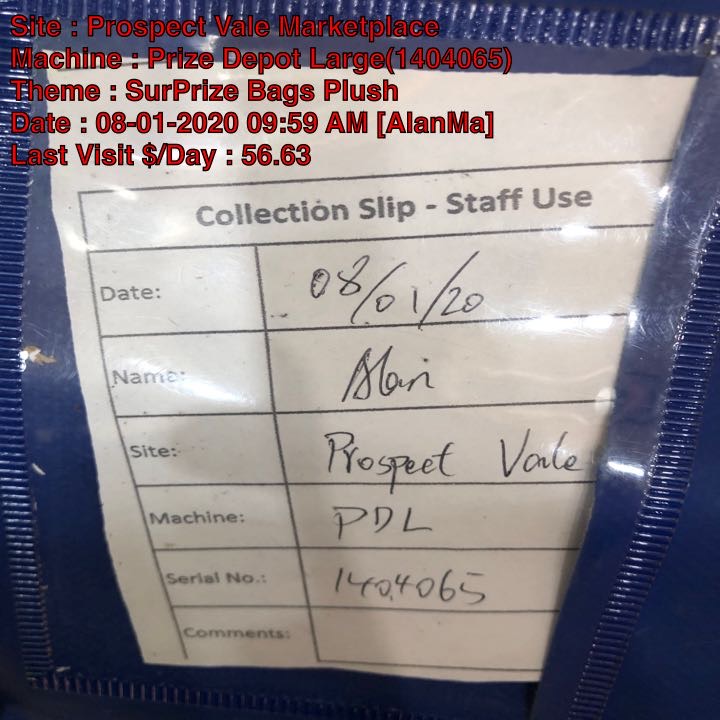 Site : Prospect Vale Marketplace
Machine : Prize Depot Large(1404065)
Theme : SurPrize Bags Plush
Date : 08-01-2020 09:59 AM [AlanMa]
Last Visit $/Day : 56.63
Collection Slip - Staff Use
Date: 08/01/20
Name: Alan
Site: Prospect Vale
Machine: PDL
Serial No.: 1404065
Comments: